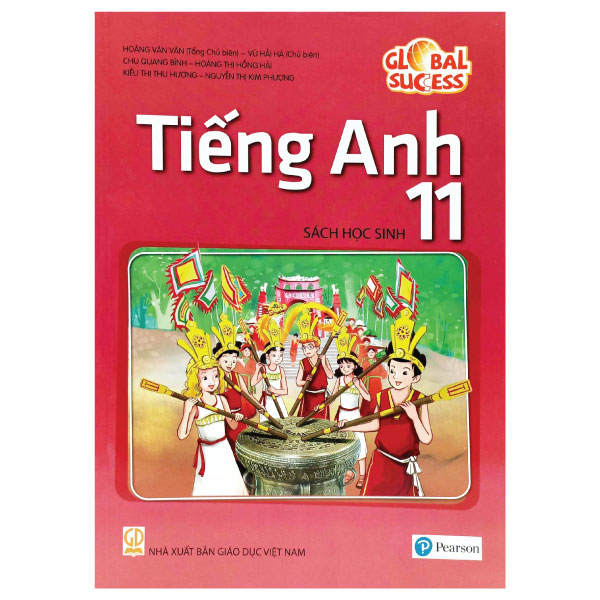 HOÀNG VĂN VÂN (Tổng Chủ biên) – VŨ HẢI HÀ (Chủ biên)
CHU QUANG BÌNH – HOÀNG THỊ HỒNG HẢI
KIỀU THỊ THU HƯƠNG – NGUYỄN THỊ KIM PHƯỢNG
GLOBAL
SUCCESS
Tiếng Anh
11
SÁCH HỌC SINH
NHÀ XUẤT BẢN GIÁO DỤC VIỆT NAM
Pearson